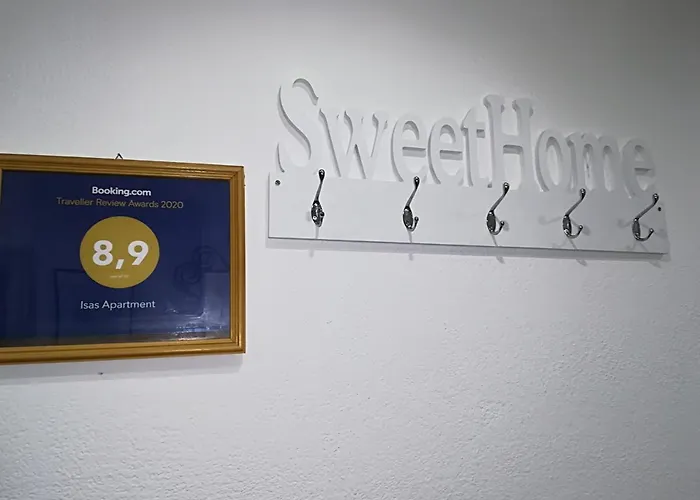 Booking.com
Traveller Review Awards 2020
8,9
Isas Apartment
SweetHome